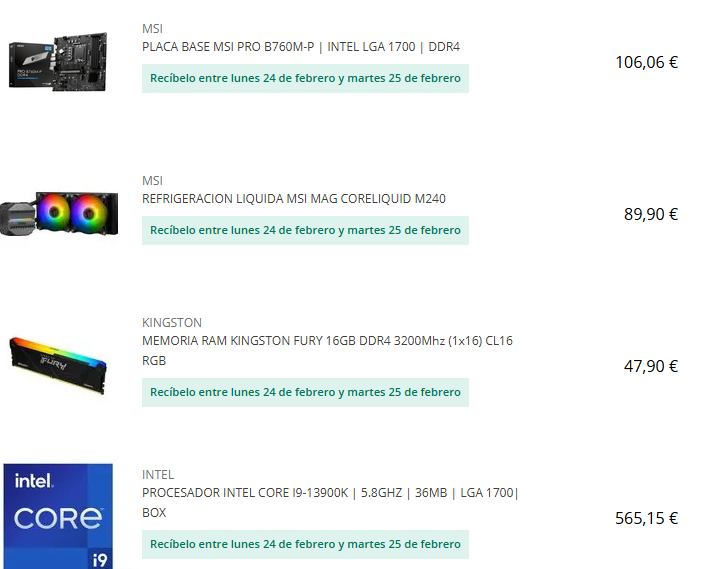 MSI
PLACA BASE MSI PRO B760M-P | INTEL LGA 1700 | DDR4
Recíbelo entre lunes 24 de febrero y martes 25 de febrero
106,06 €
PRO B760M-P
DDR4
MSI
REFRIGERACION LIQUIDA MSI MAG CORELIQUID M240
Recíbelo entre lunes 24 de febrero y martes 25 de febrero
89,90 €
KINGSTON
MEMORIA RAM KINGSTON FURY 16GB DDR4 3200Mhz (1x16) CL16
RGB
Recíbelo entre lunes 24 de febrero y martes 25 de febrero
47,90 €
FURY
INTEL
PROCESADOR INTEL CORE I9-13900K | 5.8GHZ | 36MB | LGA 1700|
BOX
Recíbelo entre lunes 24 de febrero y martes 25 de febrero
565,15 €
intel.
CORE
i9